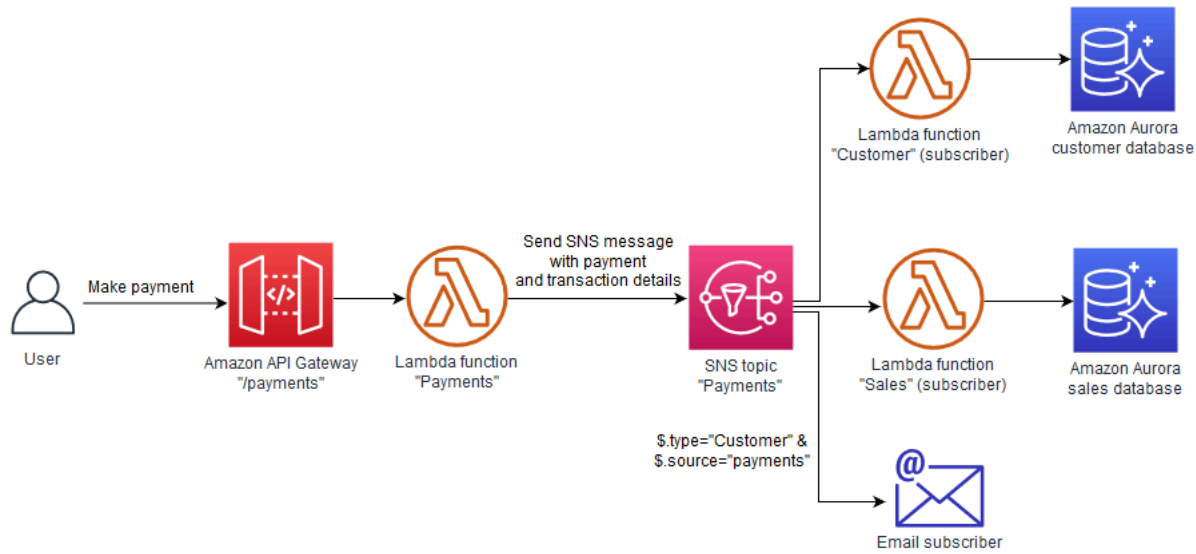 Lambda function
"Customer" (subscriber)
Amazon Aurora
customer database
Send SNS message
with payment
and transaction details
Make payment
User
Amazon API Gateway
"/payments"
Lambda function
"Payments"
SNS topic
"Payments"
Lambda function
"Sales" (subscriber)
Amazon Aurora
sales database
$.type="Customer" &
$.source="payments"
@
Email subscriber